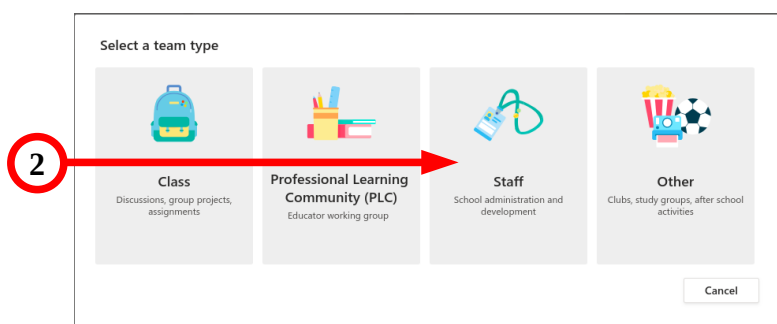 Select a team type
2
Class
Discussions, group projects,
assignments
Professional Learning
Community (PLC)
Educator working group
Staff
School administration and
development
Other
Clubs, study groups, after school
activities
Cancel